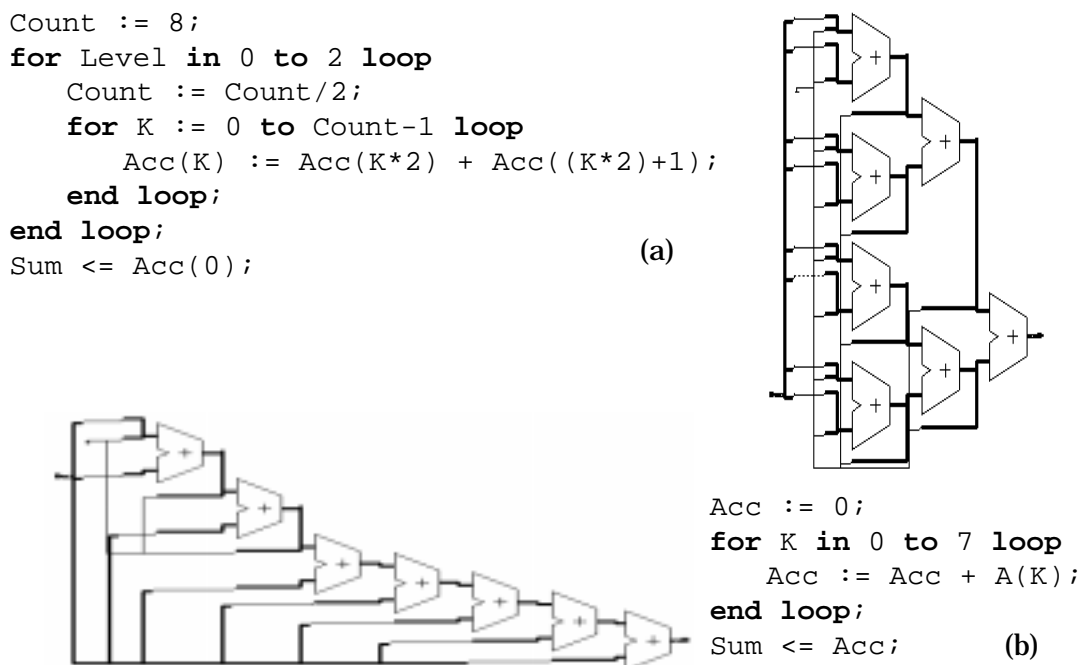 Count := 8;
for Level in 0 to 2 loop
Count := Count/2;
for K := 0 to Count-1 loop
Acc(K) := Acc(K*2) + Acc((K*2)+1);
end loop;
end loop;
Sum <= Acc(0);
(a)
+
+
+
+
+
+
+
+
+
+
+
+
+
+
Acc := 0;
for K in 0 to 7 loop
Acc := Acc + A(K);
end loop;
Sum <= Acc;
(b)